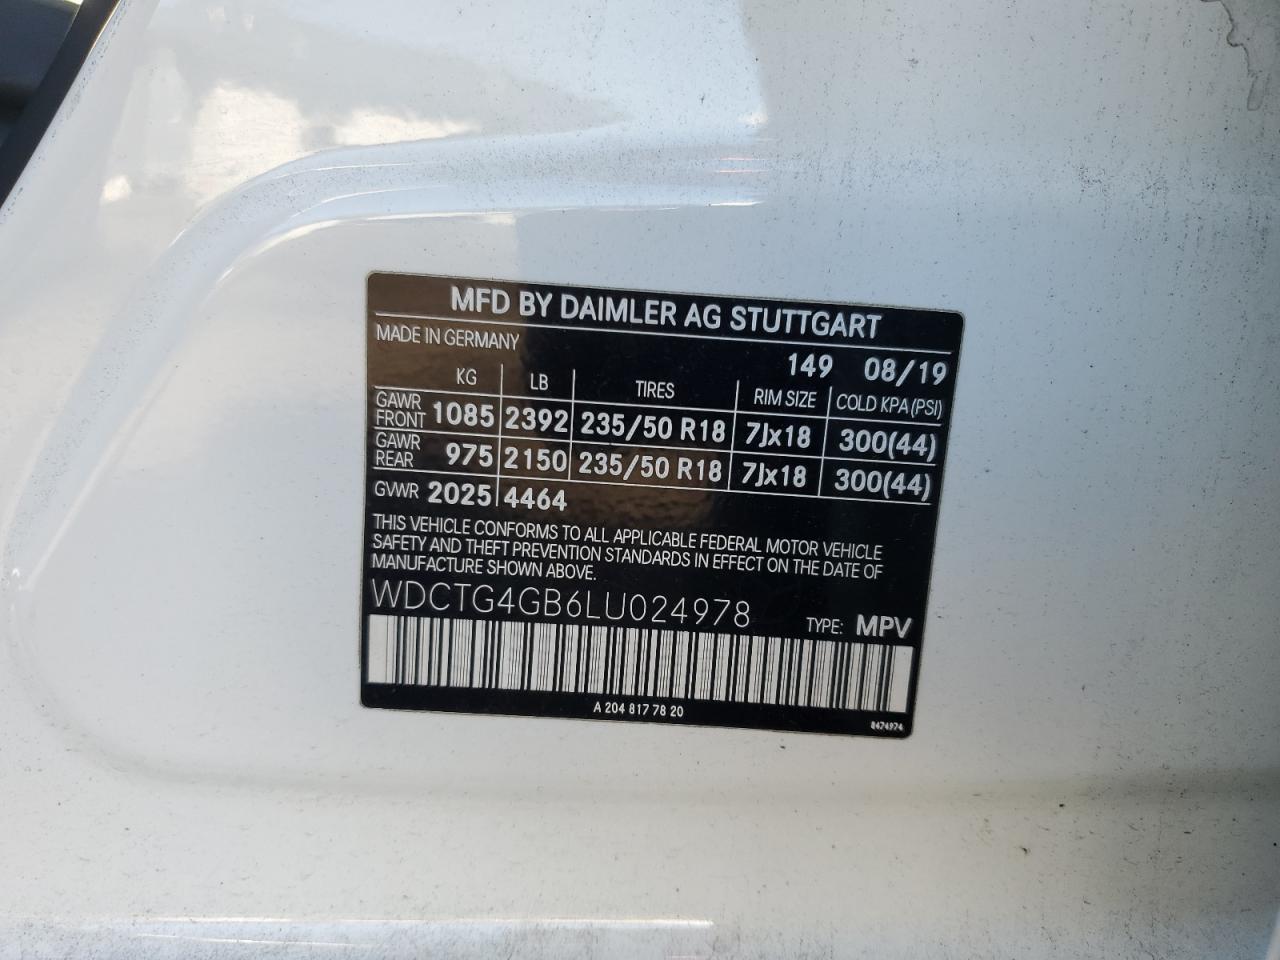 MFD BY DAIMLER AG STUTTGART
MADE IN GERMANY
149 08/19
KG LB TIRES RIM SIZE COLD KPA (PSI)
GAWR FRONT 1085 2392 235/50 R18 7Jx18 300(44)
GAWR REAR 975 2150 235/50 R18 7Jx18 300(44)
GVWR 2025 4464
THIS VEHICLE CONFORMS TO ALL APPLICABLE FEDERAL MOTOR VEHICLE
SAFETY AND THEFT PREVENTION STANDARDS IN EFFECT ON THE DATE OF
MANUFACTURE SHOWN ABOVE.
WDCTG4GB6LU024978 TYPE: MPV
A 204 817 78 20
8474974